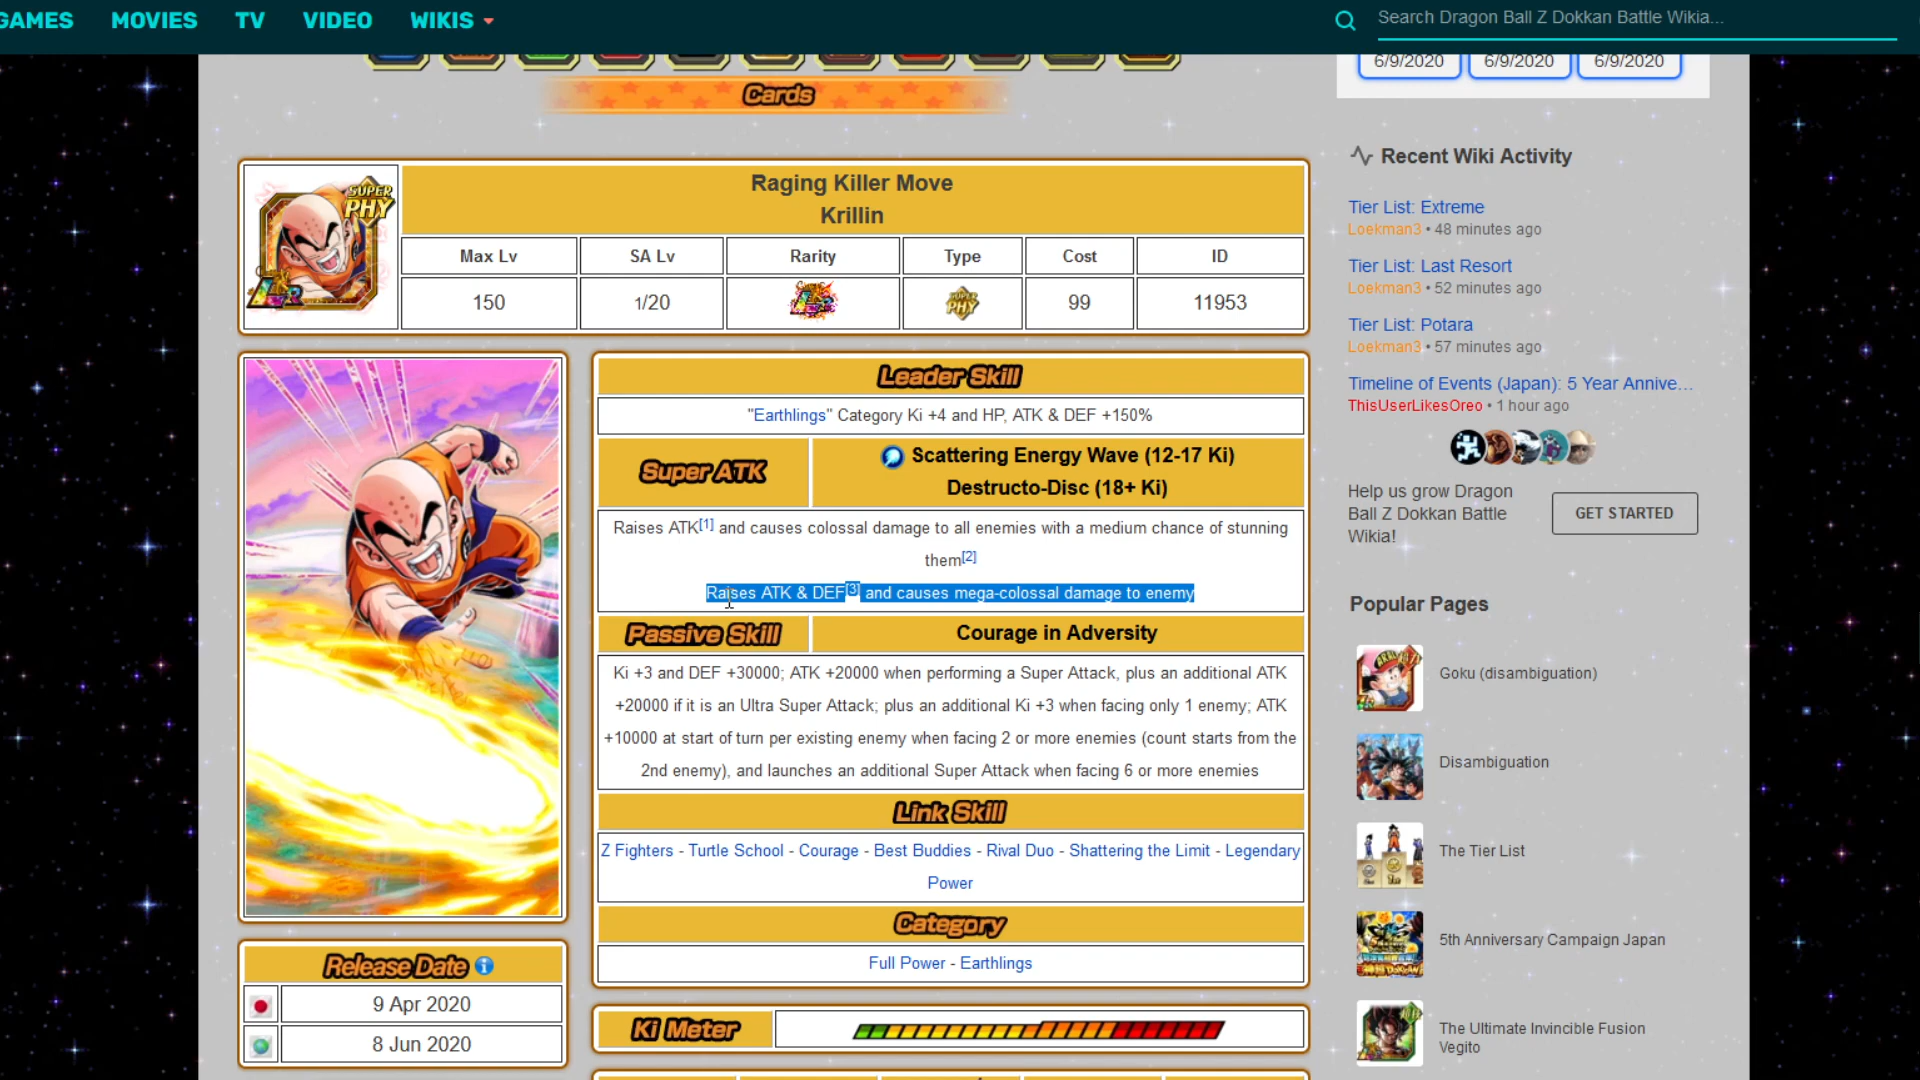 GAMES
MOVIES
TV
VIDEO
WIKIS
Search Dragon Ball Z Dokkan Battle Wikia...
6/9/2020
6/9/2020
6/9/2020
Cards
SUPER
PHY
LR
Raging Killer Move
Krillin
Max Lv
SA Lv
Rarity
Type
Cost
ID
150
1/20
LR
SUPER
PHY
99
11953
Leader Skill
"Earthlings" Category Ki +4 and HP, ATK & DEF +150%
Super ATK
Scattering Energy Wave (12-17 Ki)
Destructo-Disc (18+ Ki)
Raises ATK[1] and causes colossal damage to all enemies with a medium chance of stunning
them[2]
Raises ATK & DEF[3] and causes mega-colossal damage to enemy
Passive Skill
Courage in Adversity
Ki +3 and DEF +30000; ATK +20000 when performing a Super Attack, plus an additional ATK
+20000 if it is an Ultra Super Attack; plus an additional Ki +3 when facing only 1 enemy; ATK
+10000 at start of turn per existing enemy when facing 2 or more enemies (count starts from the
2nd enemy), and launches an additional Super Attack when facing 6 or more enemies
Link Skill
Z Fighters - Turtle School - Courage - Best Buddies - Rival Duo - Shattering the Limit - Legendary
Power
Category
Full Power - Earthlings
Ki Meter
Release Date
9 Apr 2020
8 Jun 2020
Recent Wiki Activity
Tier List: Extreme
Loekman3 • 48 minutes ago
Tier List: Last Resort
Loekman3 • 52 minutes ago
Tier List: Potara
Loekman3 • 57 minutes ago
Timeline of Events (Japan): 5 Year Annive...
ThisUserLikesOreo • 1 hour ago
Help us grow Dragon
Ball Z Dokkan Battle
Wikia!
GET STARTED
Popular Pages
Goku (disambiguation)
Disambiguation
The Tier List
5th Anniversary Campaign Japan
The Ultimate Invincible Fusion
Vegito